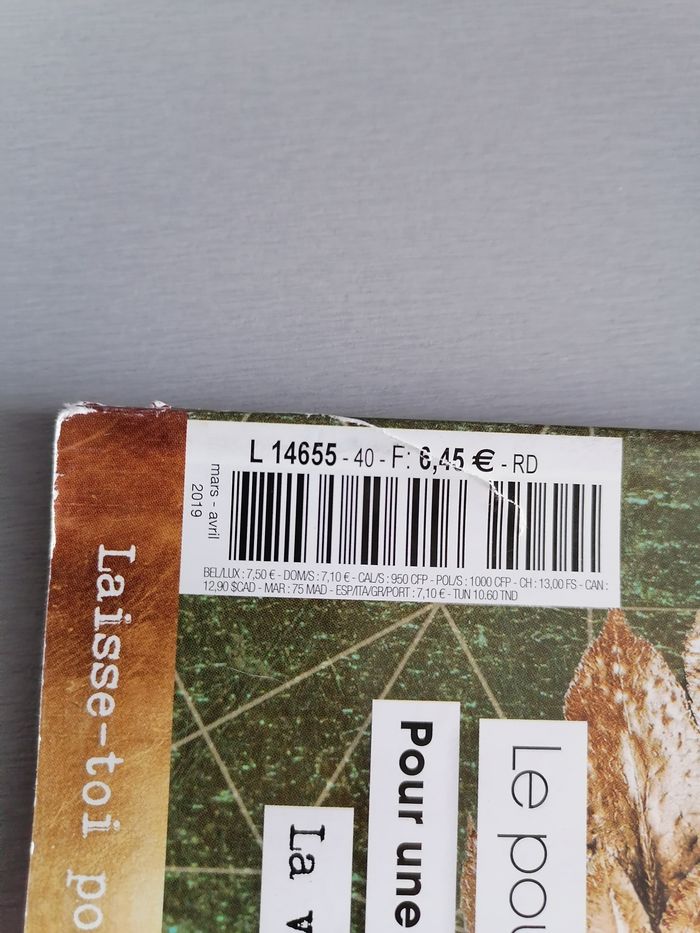 L 14655 - 40 - F: 6,45 € - RD
mars - avril
2019
BEL/LUX : 7,50 € - DOM/S : 7,10 € - CAL/S : 950 CFP - POL/S : 1000 CFP - CH : 13,00 FS - CAN :
12,90 $CAD - MAR : 75 MAD - ESP/ITA/GR/PORT : 7,10 € - TUN 10.60 TND
Laisse-toi po
La v
Pour une
Le pou